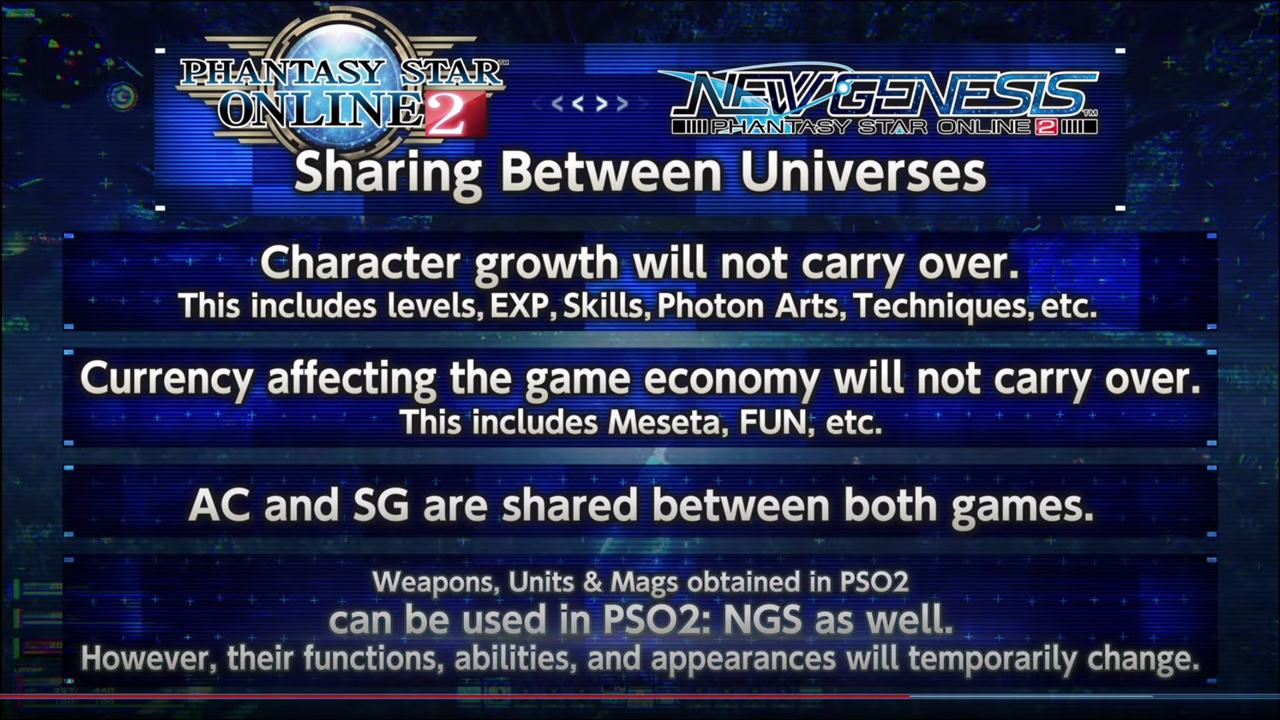 PHANTASY STAR
ONLINE 2
NEW GENESIS
PHANTASY STAR ONLINE 2
Sharing Between Universes
Character growth will not carry over.
This includes levels, EXP, Skills, Photon Arts, Techniques, etc.
Currency affecting the game economy will not carry over.
This includes Meseta, FUN, etc.
AC and SG are shared between both games.
Weapons, Units & Mags obtained in PSO2
can be used in PSO2: NGS as well.
However, their functions, abilities, and appearances will temporarily change.